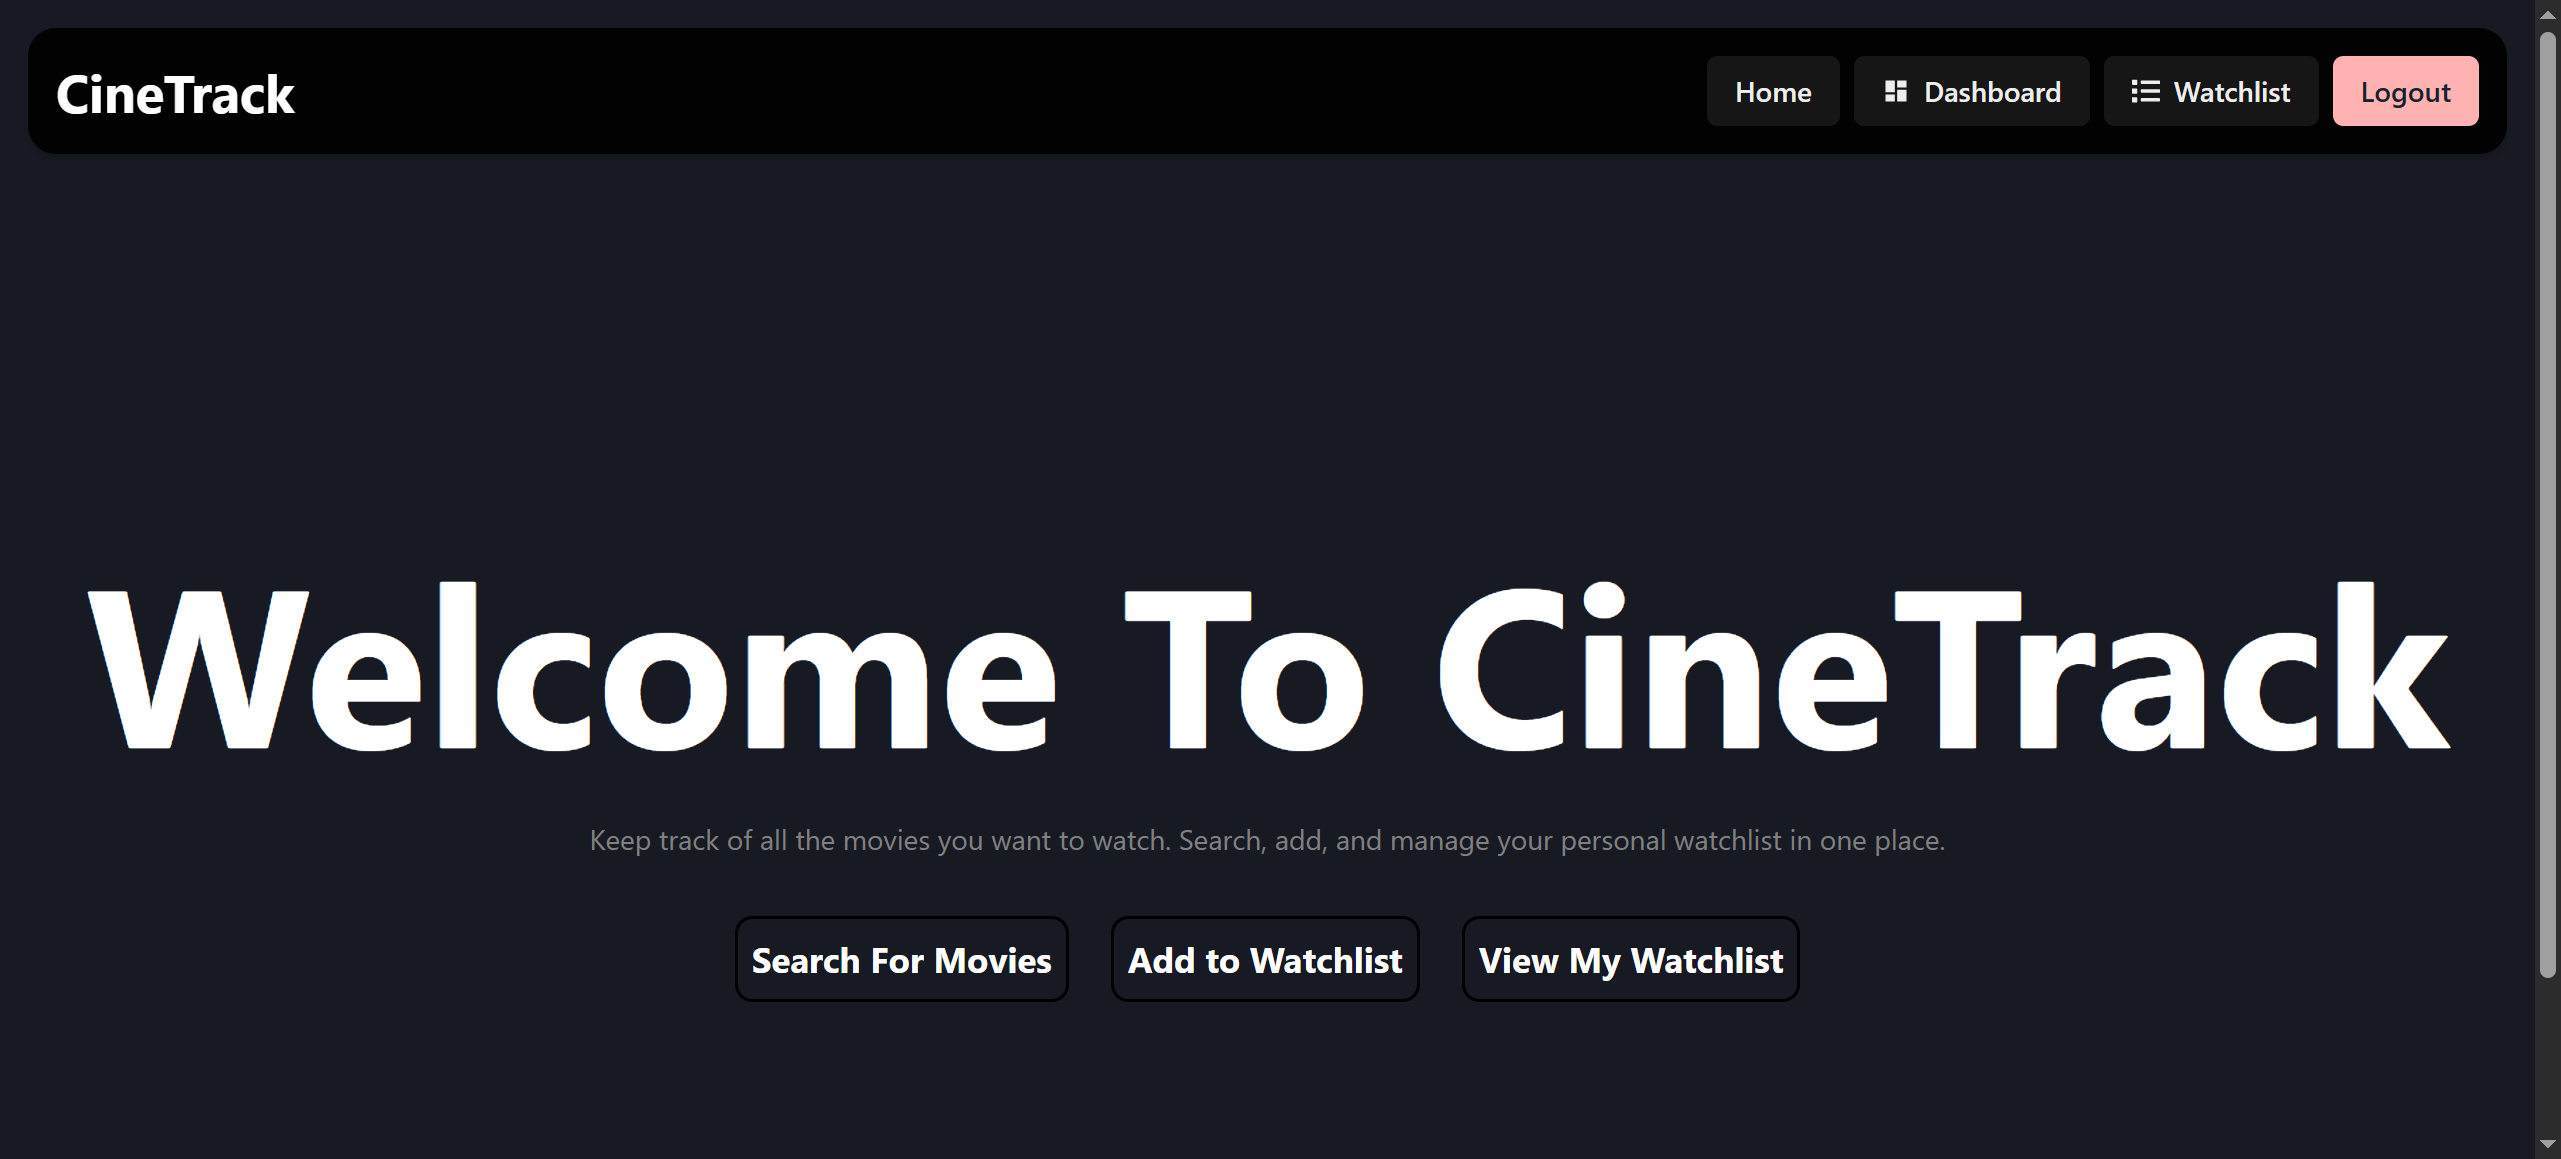 CineTrack
Home Dashboard Watchlist Logout
Welcome To CineTrack
Keep track of all the movies you want to watch. Search, add, and manage your personal watchlist in one place.
Search For Movies Add to Watchlist View My Watchlist